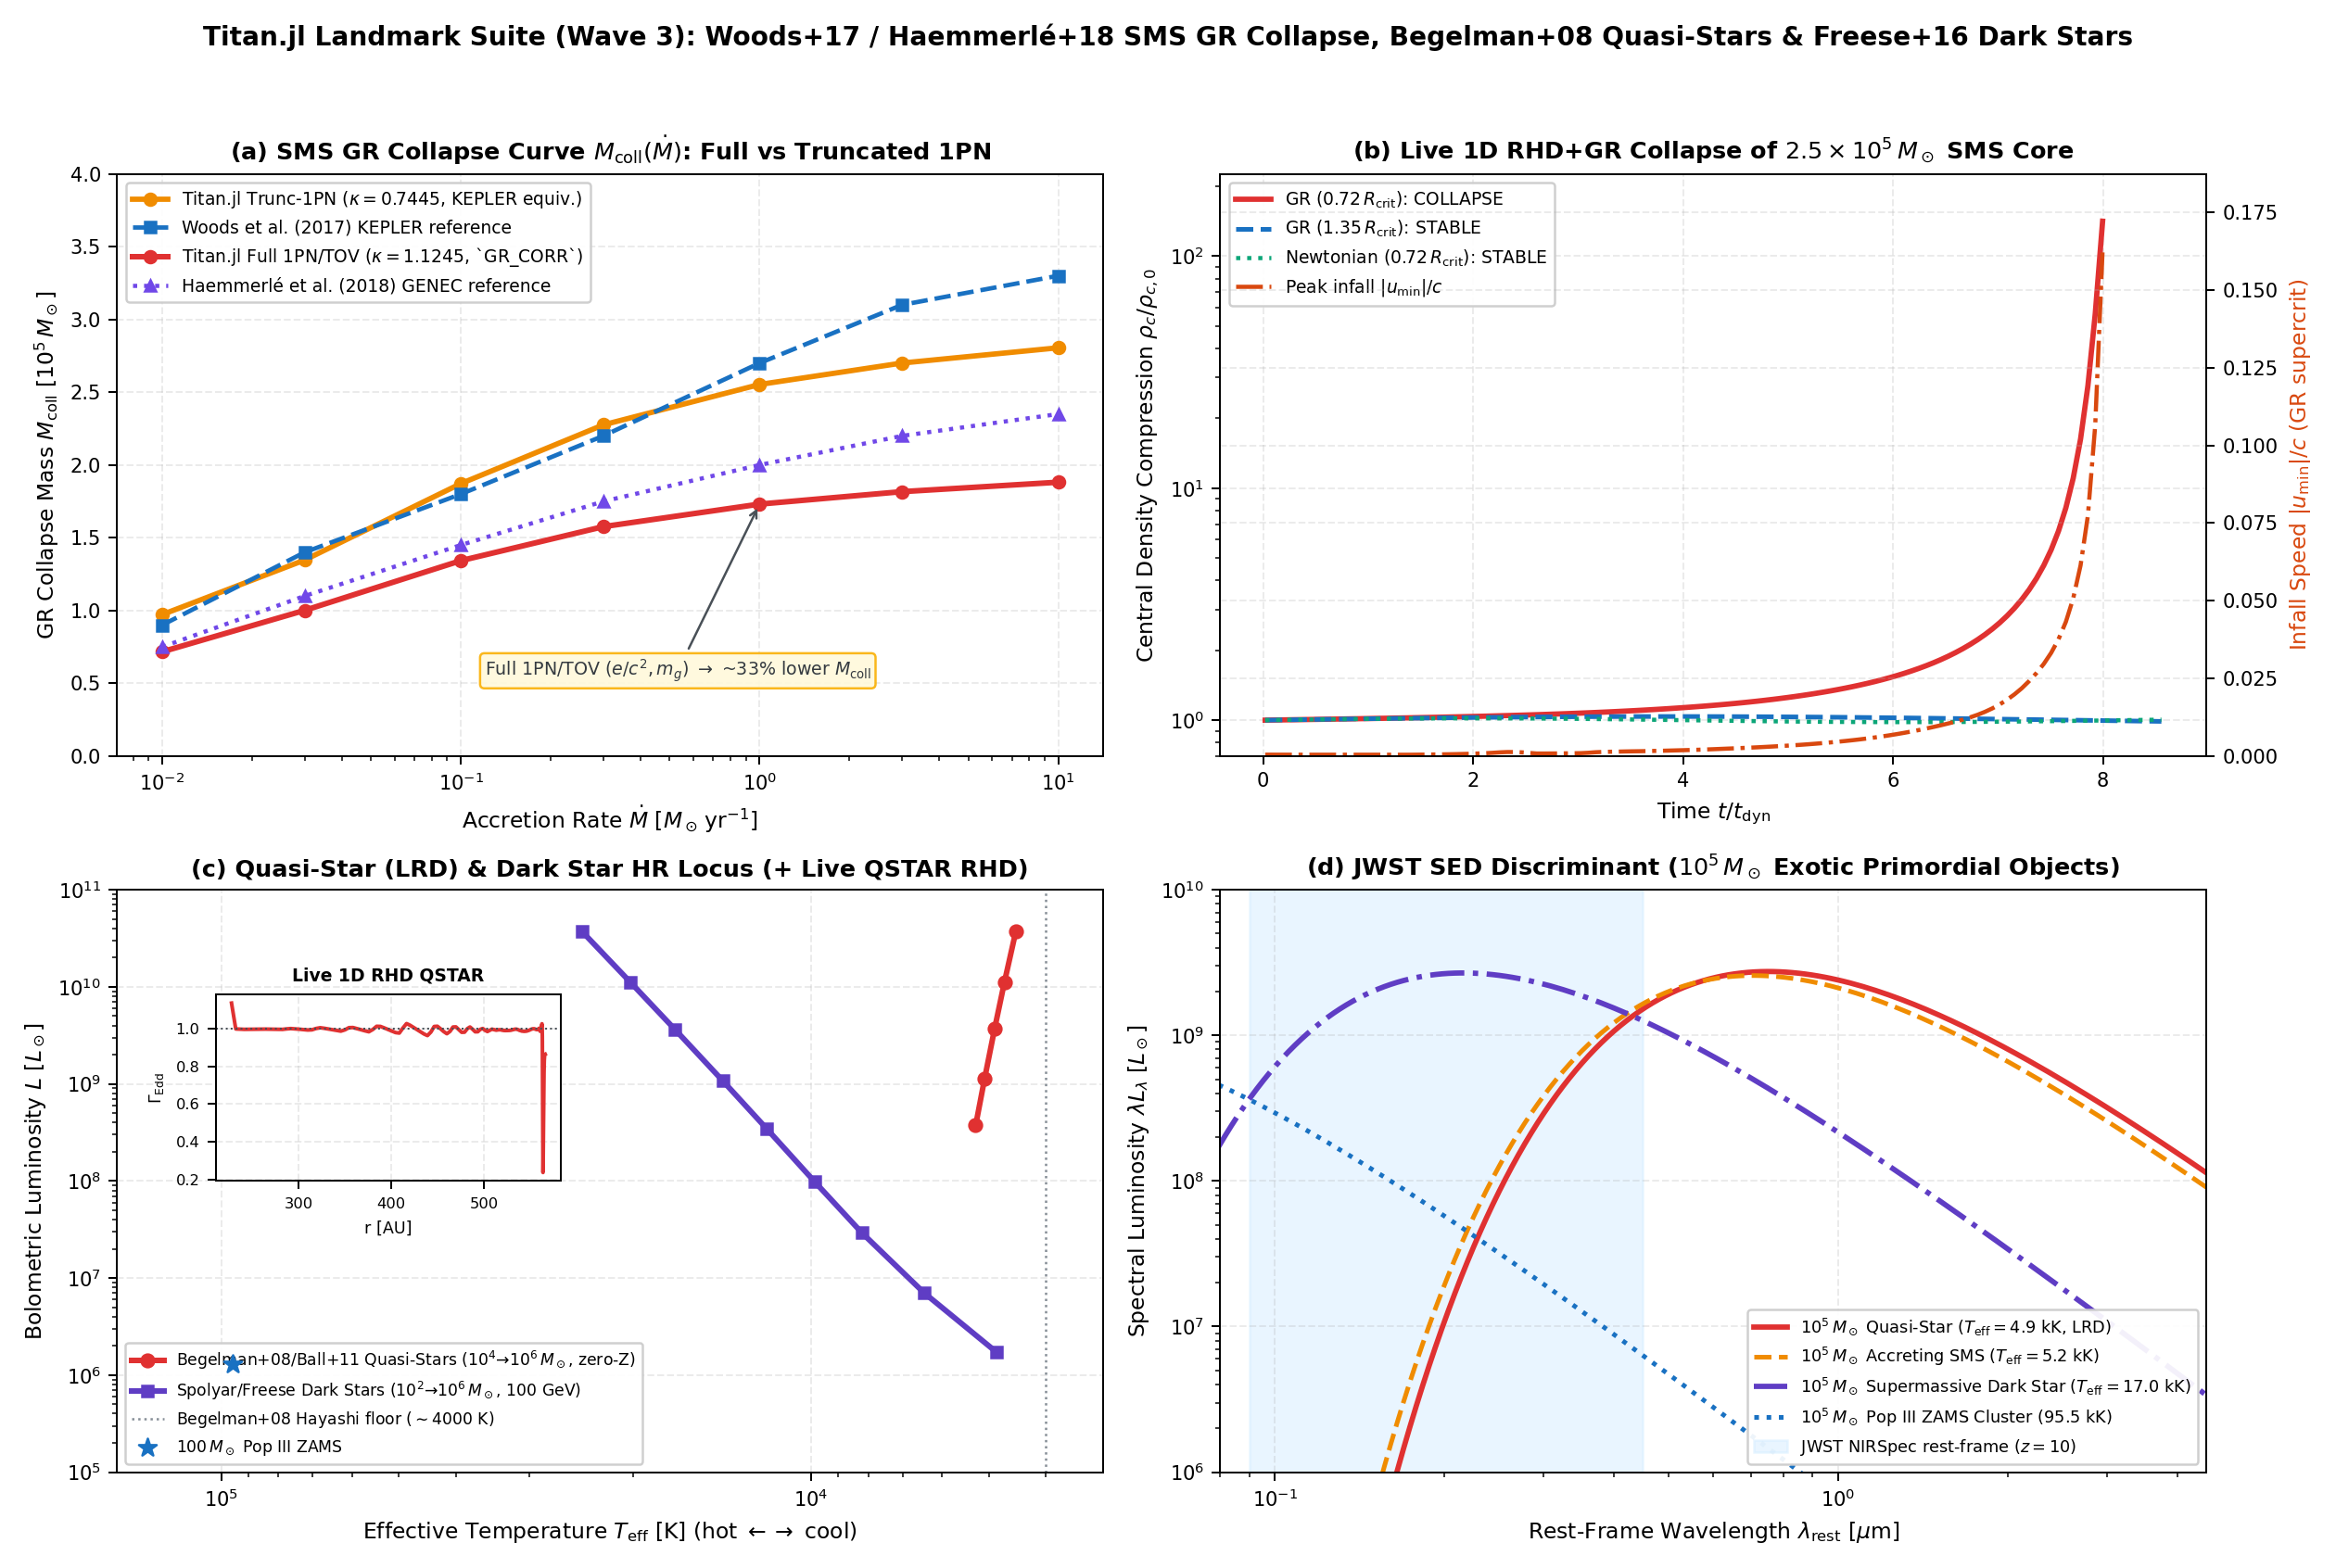 Titan.jl Landmark Suite (Wave 3): Woods+17 / Haemmerlé+18 SMS GR Collapse, Begelman+08 Quasi-Stars & Freese+16 Dark Stars
(a) SMS GR Collapse Curve M_coll(Ṁ): Full vs Truncated 1PN
Titan.jl Trunc-1PN (κ = 0.7445, KEPLER equiv.)
Woods et al. (2017) KEPLER reference
Titan.jl Full 1PN/TOV (κ = 1.1245, `GR_CORR`)
Haemmerlé et al. (2018) GENEC reference
GR Collapse Mass M_coll [10⁵ M⊙]
4.0
3.5
3.0
2.5
2.0
1.5
1.0
0.5
0.0
Full 1PN/TOV (e/c², m_g) → ~33% lower M_coll
10⁻² 10⁻¹ 10⁰ 10¹
Accretion Rate Ṁ [M⊙ yr⁻¹]
(b) Live 1D RHD+GR Collapse of 2.5 × 10⁵ M⊙ SMS Core
GR (0.72 R_crit): COLLAPSE
GR (1.35 R_crit): STABLE
Newtonian (0.72 R_crit): STABLE
Peak infall |u_min|/c
Central Density Compression ρ_c/ρ_c,0
10²
10¹
10⁰
0.175
0.150
0.125
0.100
0.075
0.050
0.025
0.000
Infall Speed |u_min|/c (GR supercrit)
0 2 4 6 8
Time t/t_dyn
(c) Quasi-Star (LRD) & Dark Star HR Locus (+ Live QSTAR RHD)
Bolometric Luminosity L [L⊙]
10¹¹
10¹⁰
10⁹
10⁸
10⁷
10⁶
10⁵
Live 1D RHD QSTAR
Γ_Edd
1.0
0.8
0.6
0.4
0.2
300 400 500
r [AU]
Begelman+08/Ball+11 Quasi-Stars (10⁴→10⁶ M⊙, zero-Z)
Spolyar/Freese Dark Stars (10²→10⁶ M⊙, 100 GeV)
Begelman+08 Hayashi floor (∼4000 K)
100 M⊙ Pop III ZAMS
10⁵ 10⁴
Effective Temperature T_eff [K] (hot ←→ cool)
(d) JWST SED Discriminant (10⁵ M⊙ Exotic Primordial Objects)
Spectral Luminosity λL_λ [L⊙]
10¹⁰
10⁹
10⁸
10⁷
10⁶
10⁵ M⊙ Quasi-Star (T_eff = 4.9 kK, LRD)
10⁵ M⊙ Accreting SMS (T_eff = 5.2 kK)
10⁵ M⊙ Supermassive Dark Star (T_eff = 17.0 kK)
10⁵ M⊙ Pop III ZAMS Cluster (95.5 kK)
JWST NIRSpec rest-frame (z = 10)
10⁻¹ 10⁰
Rest-Frame Wavelength λ_rest [μm]